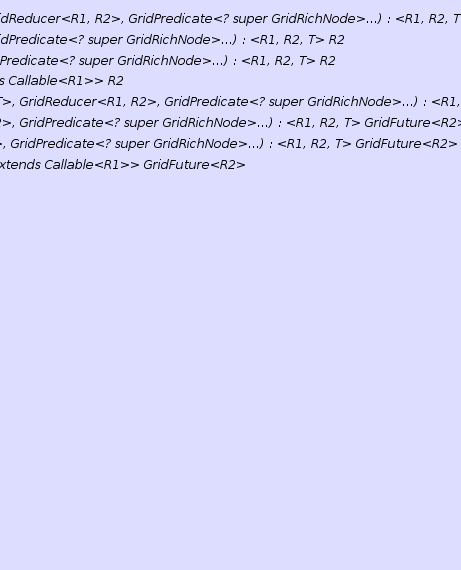 dReducer<R1, R2>, GridPredicate<? super GridRichNode>...) : <R1, R2, T
dPredicate<? super GridRichNode>...) : <R1, R2, T> R2
Predicate<? super GridRichNode>...) : <R1, R2, T> R2
s Callable<R1>> R2
T>, GridReducer<R1, R2>, GridPredicate<? super GridRichNode>...) : <R1,
2>, GridPredicate<? super GridRichNode>...) : <R1, R2, T> GridFuture<R2>
>, GridPredicate<? super GridRichNode>...) : <R1, R2, T> GridFuture<R2>
xtends Callable<R1>> GridFuture<R2>